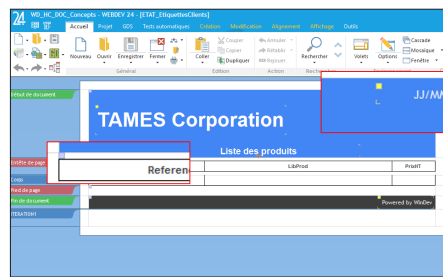 24 WD_HC_DOC_Concepts - WEBDEV 24 - [ETAT_EtiquettesClients]
Accueil Projet GDS Tests automatiques Création Modification Alignement Affichage Outils
Nouveau Ouvrir Enregistrer Fermer Coller Couper Copier Dupliquer Annuler Rétablir Rejouer Rechercher Volets Options Cascade Mosaïque Fenêtre
Général Edition Action Recherches
Début de document
JJ/MM
TAMES Corporation
Liste des produits
Entête de page
Referen
LibProd
PrixHT
Corps
Pied de page
Fin de document
Powered by WinDev
ITERATION1